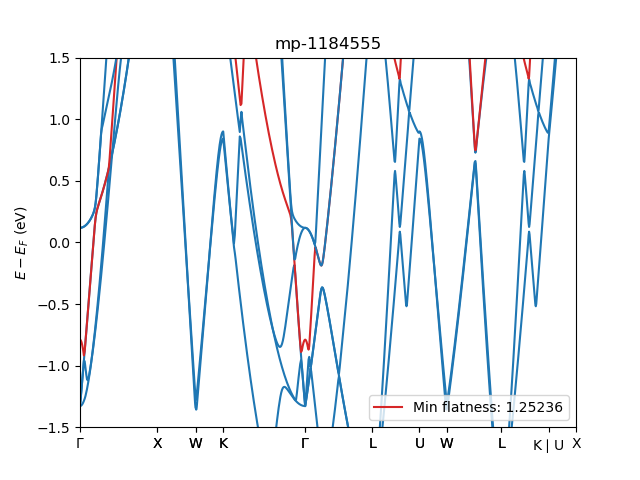 mp-1184555
E − E_F (eV)
1.5
1.0
0.5
0.0
−0.5
−1.0
−1.5
Min flatness: 1.25236
Γ X W K Γ L U W L K | U X